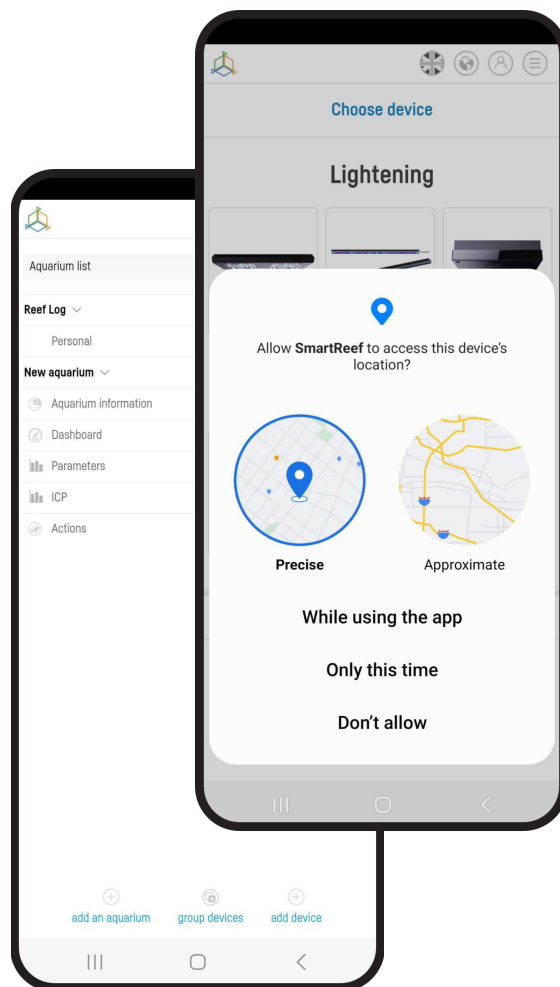 Aquarium list
Reef Log
Personal
New aquarium
Aquarium information
Dashboard
Parameters
ICP
Actions
add an aquarium
group devices
add device
Choose device
Lightening
Allow SmartReef to access this device's
location?
Precise
Approximate
While using the app
Only this time
Don't allow